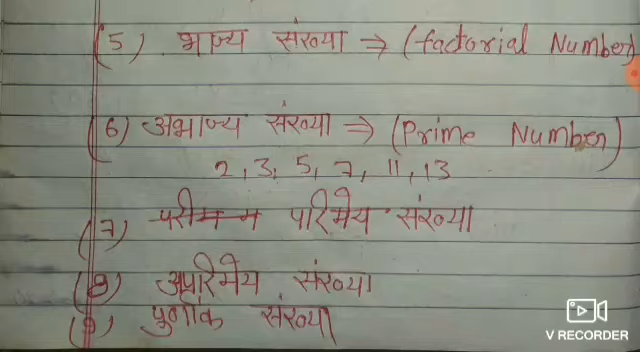 (5) भाज्य संख्या ⇒ (factorial Number)
(6) अभाज्य संख्या ⇒ (Prime Number)
2, 3, 5, 7, 11, 13
(7) परिमेय संख्या
(8) अपरिमेय संख्या
(9) पुर्णांक संख्या
V RECORDER